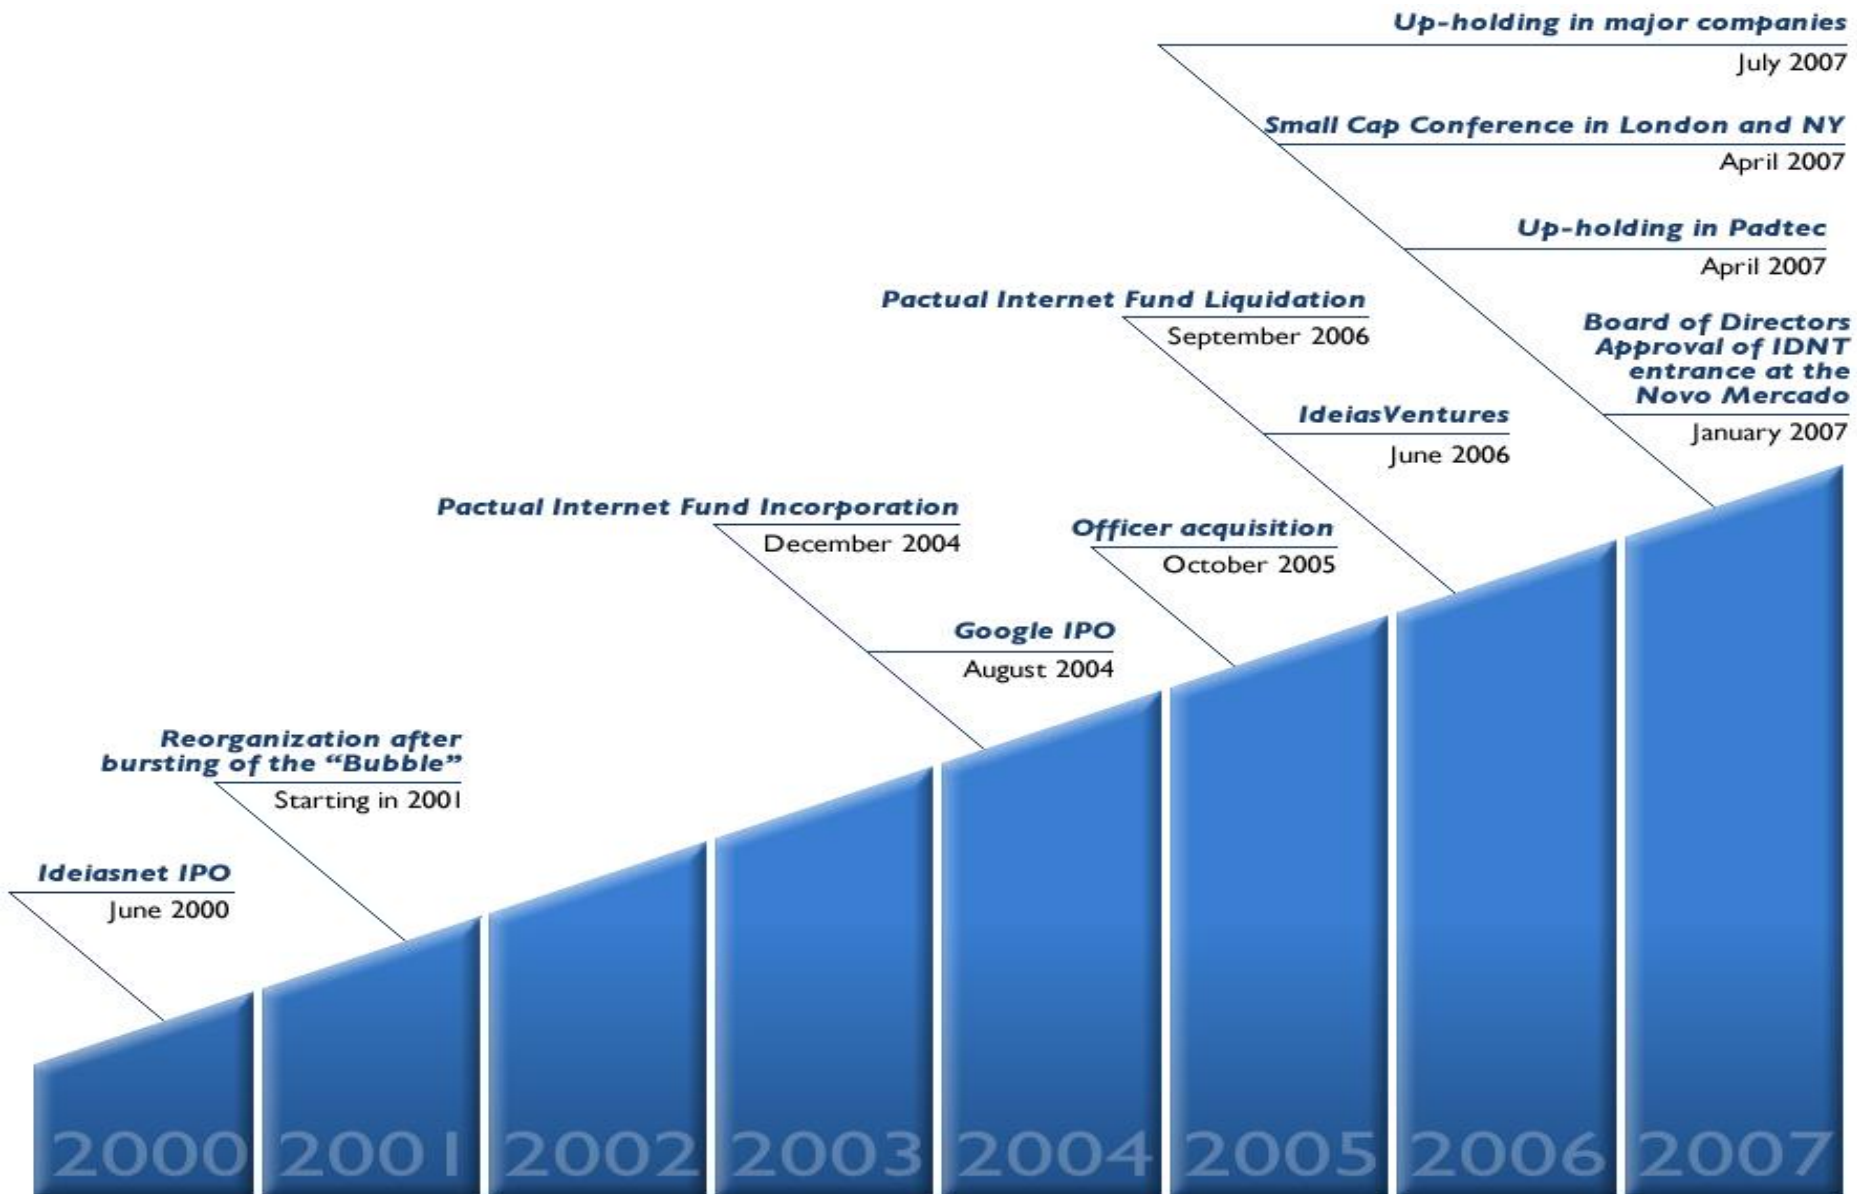 Up-holding in major companies
July 2007
Small Cap Conference in London and NY
April 2007
Up-holding in Padtec
April 2007
Pactual Internet Fund Liquidation
September 2006
Board of Directors
Approval of IDNT
entrance at the
Novo Mercado
January 2007
IdeiasVentures
June 2006
Pactual Internet Fund Incorporation
December 2004
Officer acquisition
October 2005
Google IPO
August 2004
Reorganization after
bursting of the “Bubble”
Starting in 2001
Ideiasnet IPO
June 2000
2000 2001 2002 2003 2004 2005 2006 2007